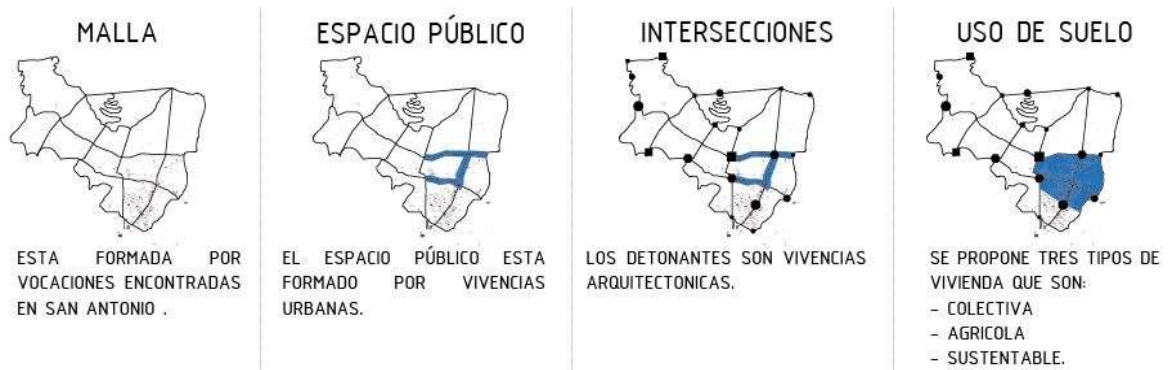 MALLA
ESTA FORMADA POR
VOCACIONES ENCONTRADAS
EN SAN ANTONIO .
ESPACIO PÚBLICO
EL ESPACIO PÚBLICO ESTA
FORMADO POR VIVENCIAS
URBANAS.
INTERSECCIONES
LOS DETONANTES SON VIVENCIAS
ARQUITECTONICAS.
USO DE SUELO
SE PROPONE TRES TIPOS DE
VIVIENDA QUE SON:
- COLECTIVA
- AGRICOLA
- SUSTENTABLE.